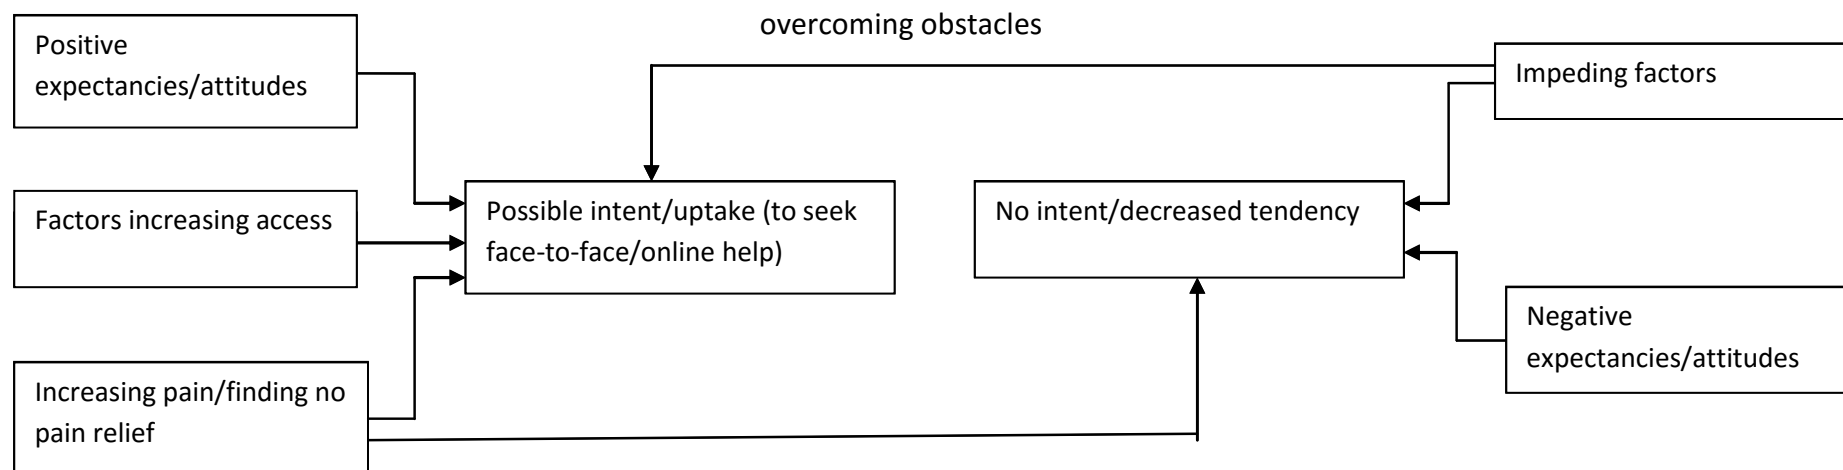 overcoming obstacles
Positive
expectancies/attitudes
Impeding factors
Factors increasing access
Possible intent/uptake (to seek
face-to-face/online help)
No intent/decreased tendency
Negative
expectancies/attitudes
Increasing pain/finding no
pain relief